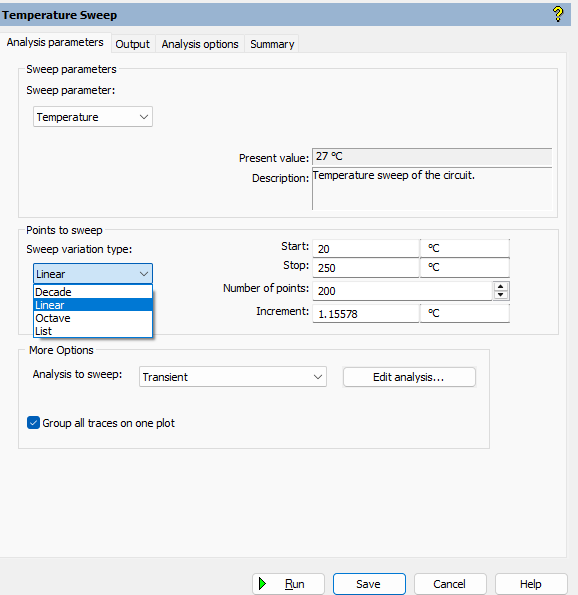 Temperature Sweep
?
Analysis parameters Output Analysis options Summary
Sweep parameters
Sweep parameter:
Temperature
Present value: 27 °C
Description: Temperature sweep of the circuit.
Points to sweep
Sweep variation type:
Linear
Decade
Linear
Octave
List
Start: 20 °C
Stop: 250 °C
Number of points: 200
Increment: 1.15578 °C
More Options
Analysis to sweep: Transient Edit analysis...
Group all traces on one plot
Run Save Cancel Help